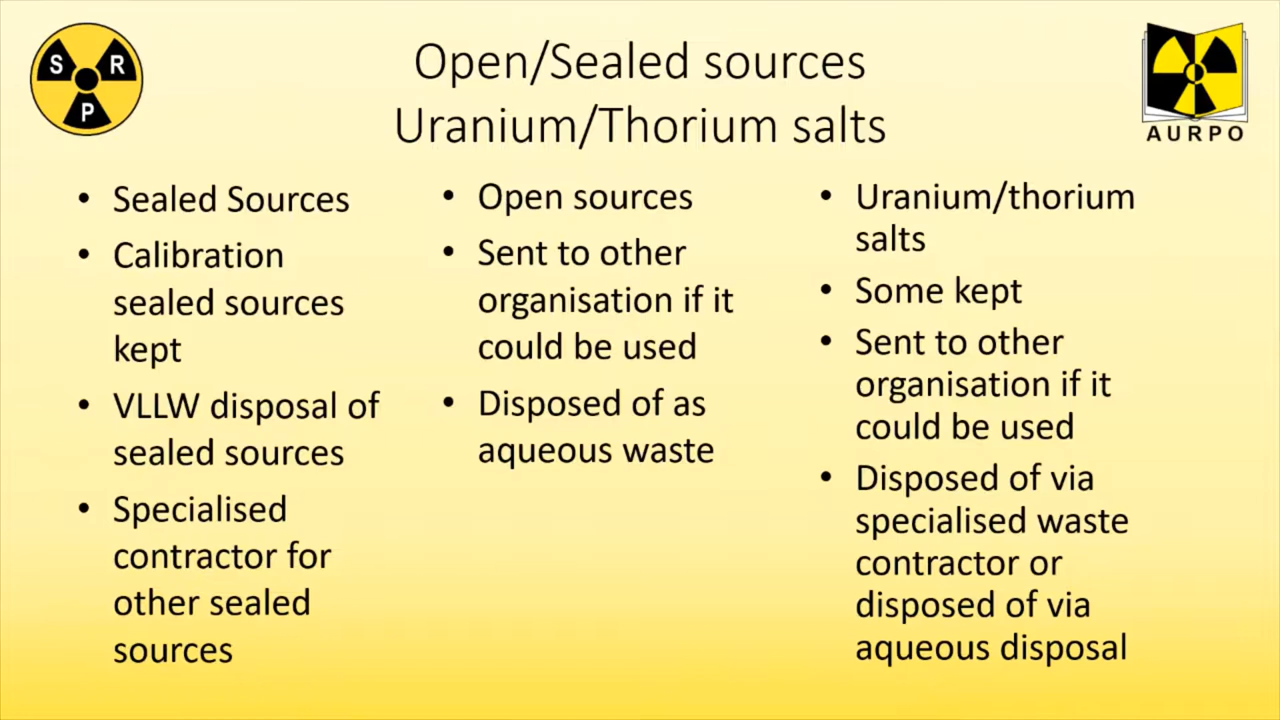 S R
P
Open/Sealed sources
Uranium/Thorium salts
AURPO
• Sealed Sources
• Calibration
sealed sources
kept
• VLLW disposal of
sealed sources
• Specialised
contractor for
other sealed
sources
• Open sources
• Sent to other
organisation if it
could be used
• Disposed of as
aqueous waste
• Uranium/thorium
salts
• Some kept
• Sent to other
organisation if it
could be used
• Disposed of via
specialised waste
contractor or
disposed of via
aqueous disposal